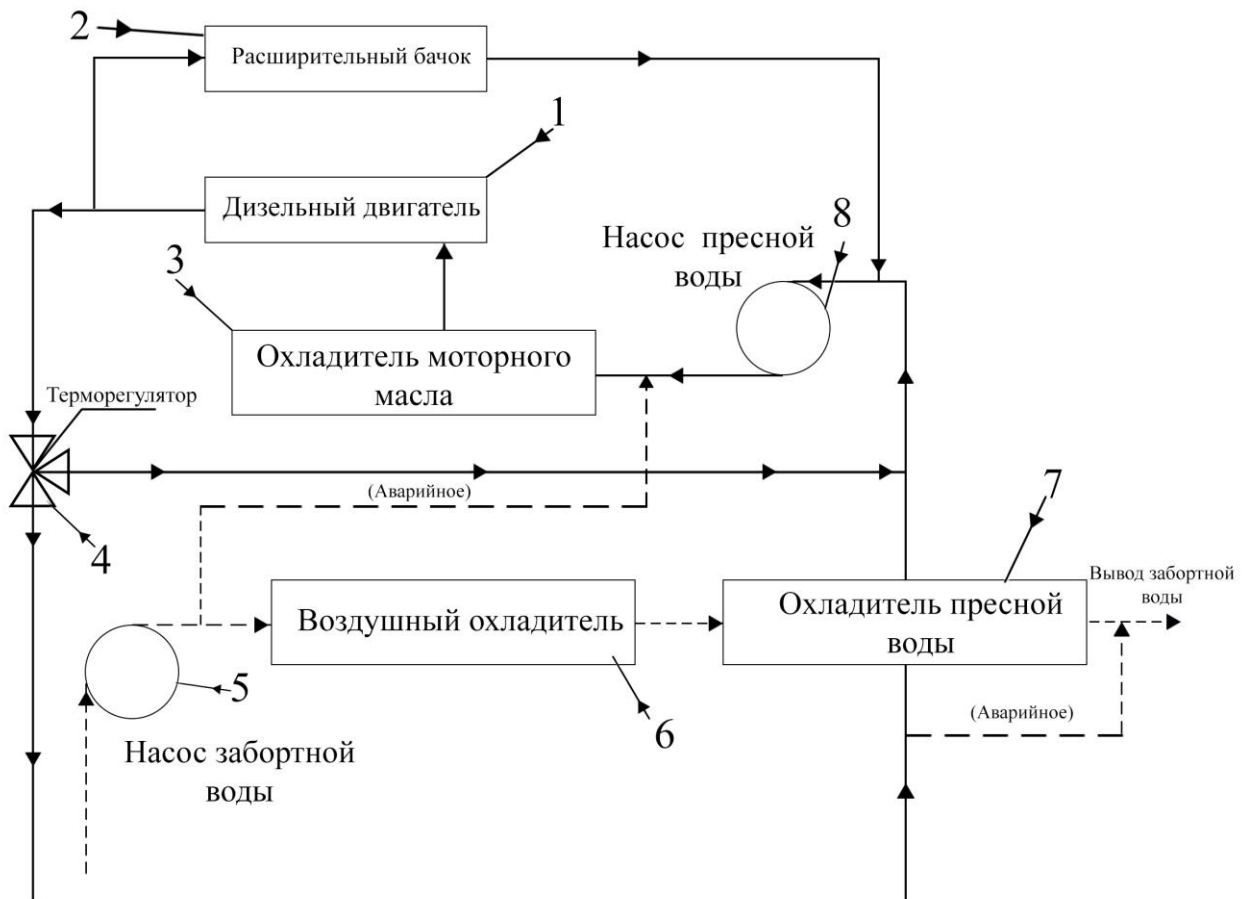 2
Расширительный бачок
1
Дизельный двигатель
8
Насос пресной
воды
3
Охладитель моторного
масла
Терморегулятор
(Аварийное)
7
4
Вывод забортной
воды
Воздушный охладитель
Охладитель пресной
воды
5
6
(Аварийное)
Насос забортной
воды